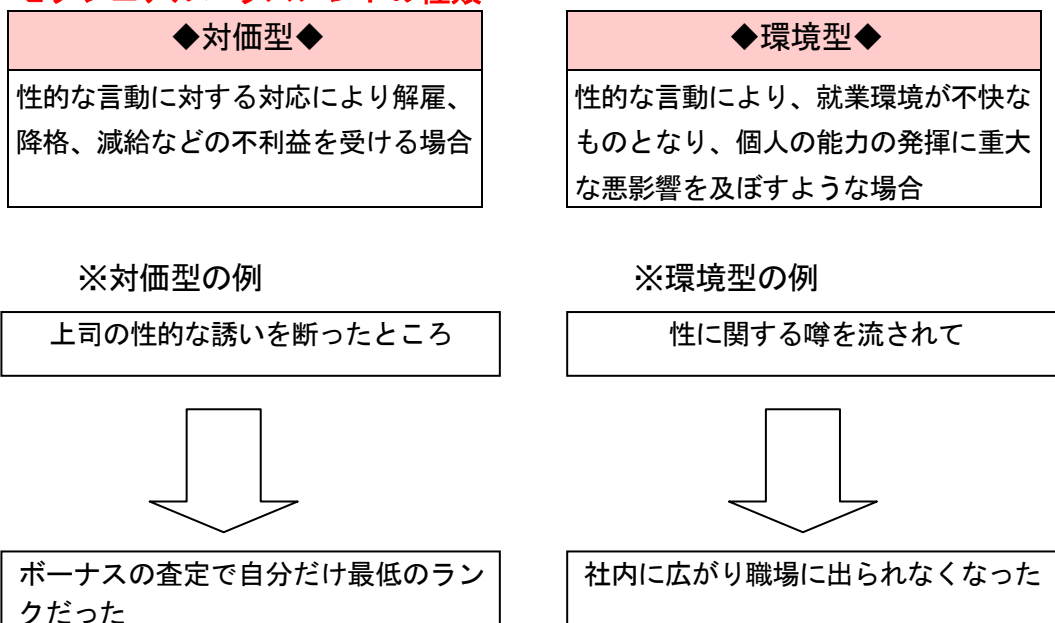 ◆対価型◆
性的な言動に対する対応により解雇、
降格、減給などの不利益を受ける場合
◆環境型◆
性的な言動により、就業環境が不快な
ものとなり、個人の能力の発揮に重大
な悪影響を及ぼすような場合
※対価型の例
上司の性的な誘いを断ったところ
ボーナスの査定で自分だけ最低のラン
クだった
※環境型の例
性に関する噂を流されて
社内に広がり職場に出られなくなった